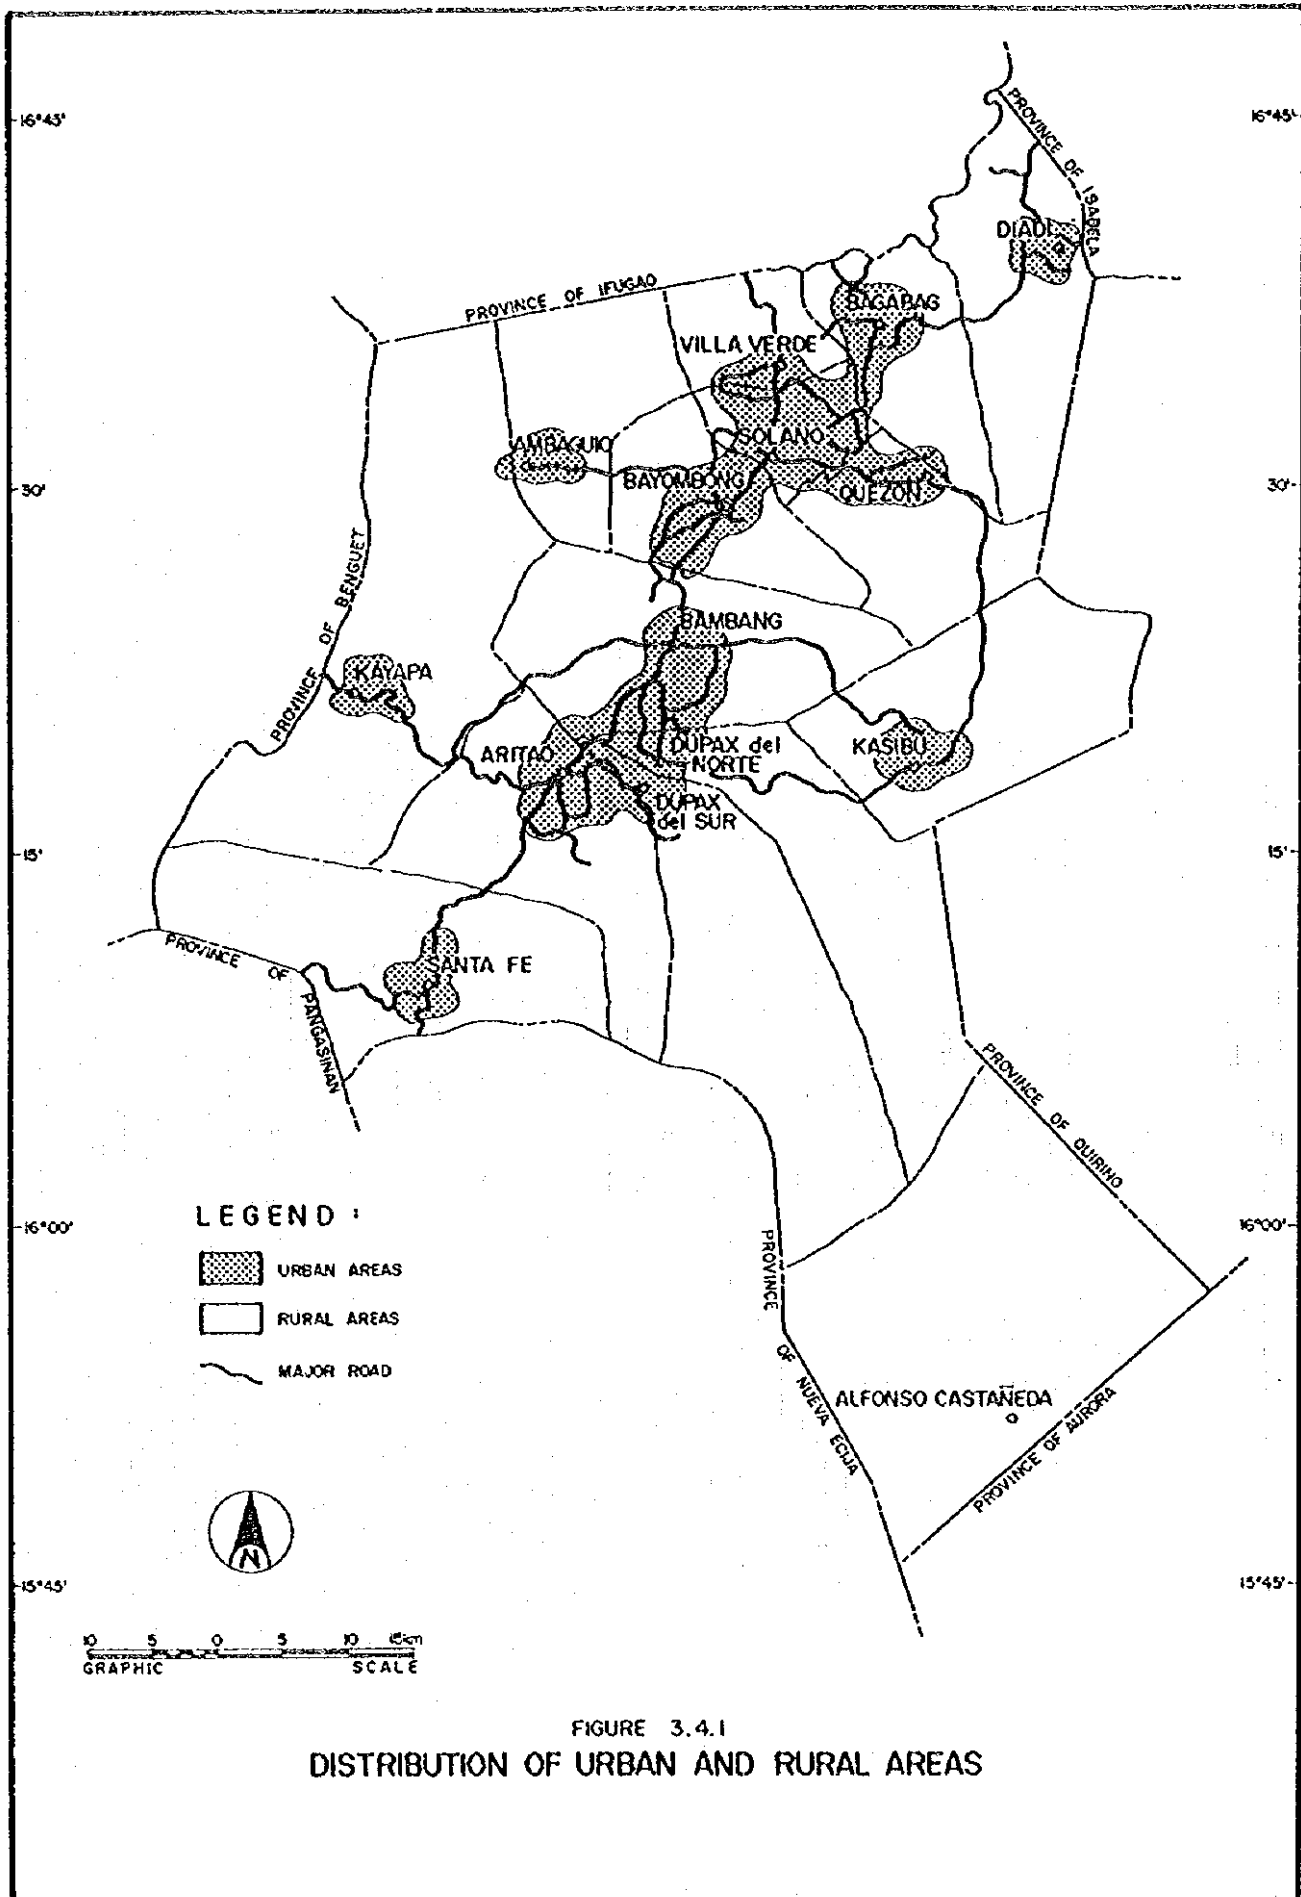 16°45'
16°45'
PROVINCE OF ISABELA
DIADI
PROVINCE OF IFUGAO
BAGABAG
VILLA VERDE
AMBAGUIO
SOLANO
BAYOMBONG
QUEZON
30'
30'
PROVINCE OF BENGUET
BAMBANG
KAYAPA
ARITAO
DUPAX del
NORTE
KASIBU
DUPAX
del SUR
15'
15'
PROVINCE OF PANGASINAN
SANTA FE
PROVINCE OF QUIRINO
16°00'
16°00'
LEGEND :
URBAN AREAS
RURAL AREAS
MAJOR ROAD
PROVINCE OF NUEVA ECIJA
ALFONSO CASTAÑEDA
PROVINCE OF AURORA
N
15°45'
15°45'
10 5 0 5 10 15km
GRAPHIC SCALE
FIGURE 3.4.1
DISTRIBUTION OF URBAN AND RURAL AREAS